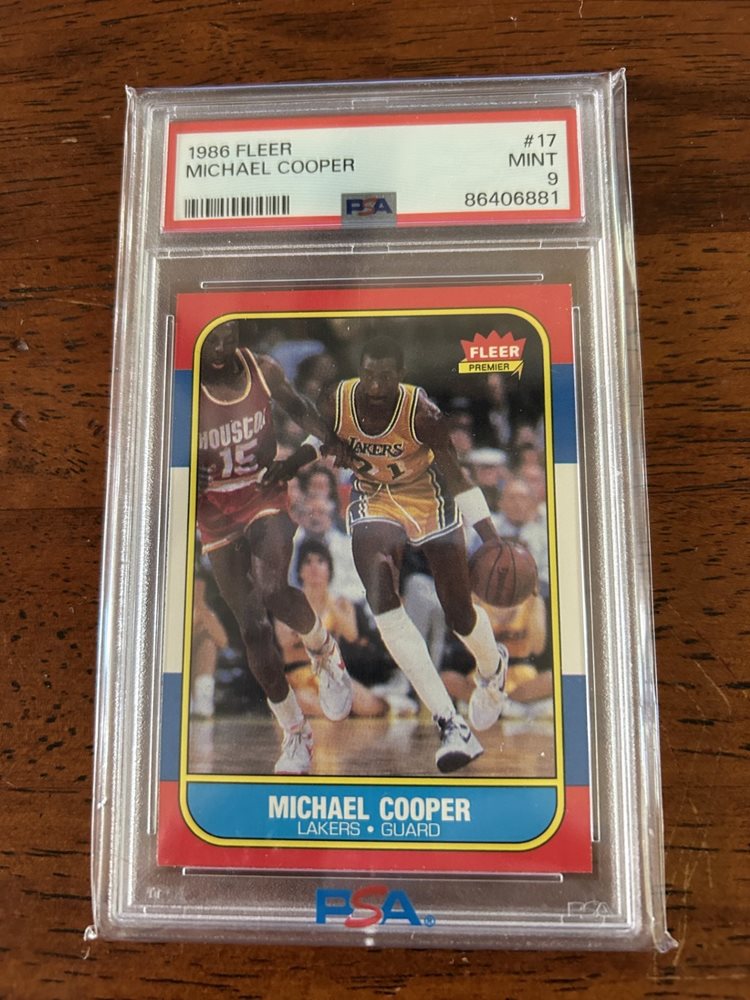 1986 FLEER #17
MICHAEL COOPER MINT
9
PSA 86406881
FLEER
PREMIER
HOUSTON
15
LAKERS
21
MICHAEL COOPER
LAKERS • GUARD
PSA®
PSA